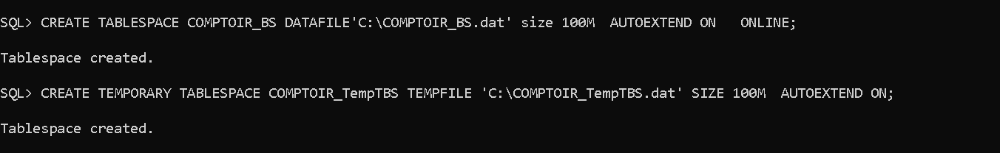 SQL> CREATE TABLESPACE COMPTOIR_BS DATAFILE'C:\COMPTOIR_BS.dat' size 100M  AUTOEXTEND ON   ONLINE;
Tablespace created.
SQL> CREATE TEMPORARY TABLESPACE COMPTOIR_TempTBS TEMPFILE 'C:\COMPTOIR_TempTBS.dat' SIZE 100M  AUTOEXTEND ON;
Tablespace created.